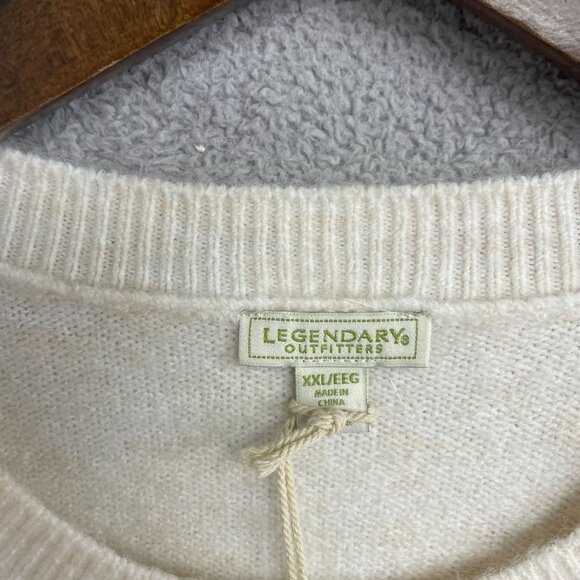 LEGENDARY®
OUTFITTERS
XXL/EEG
MADE IN
CHINA